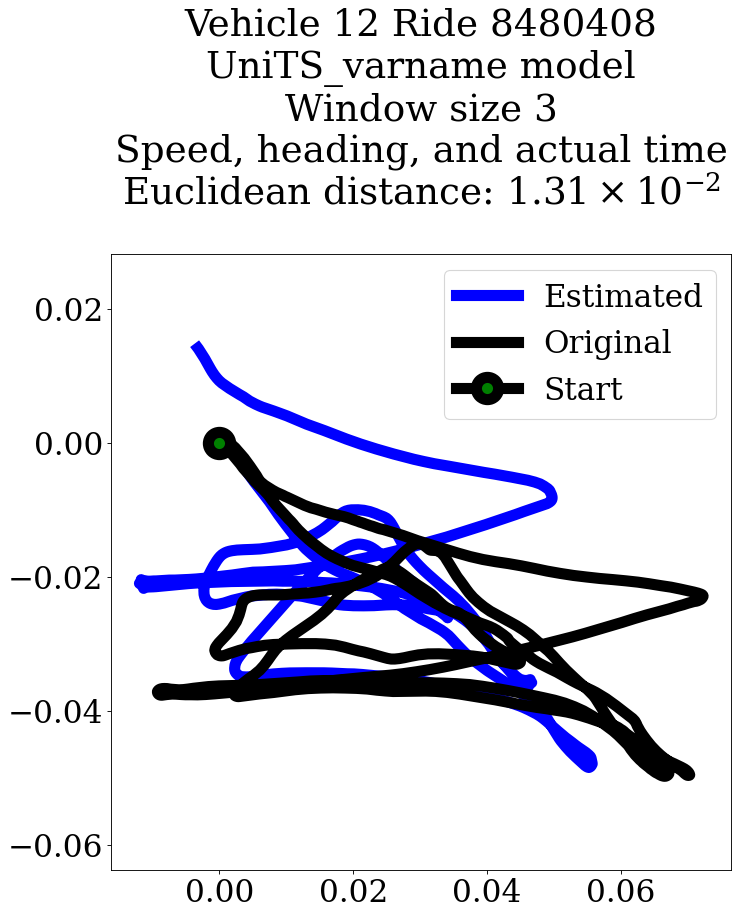 Vehicle 12 Ride 8480408
UniTS_varname model
Window size 3
Speed, heading, and actual time
Euclidean distance: 1.31 × 10⁻²
Estimated
Original
Start
0.02
0.00
−0.02
−0.04
−0.06
0.00 0.02 0.04 0.06